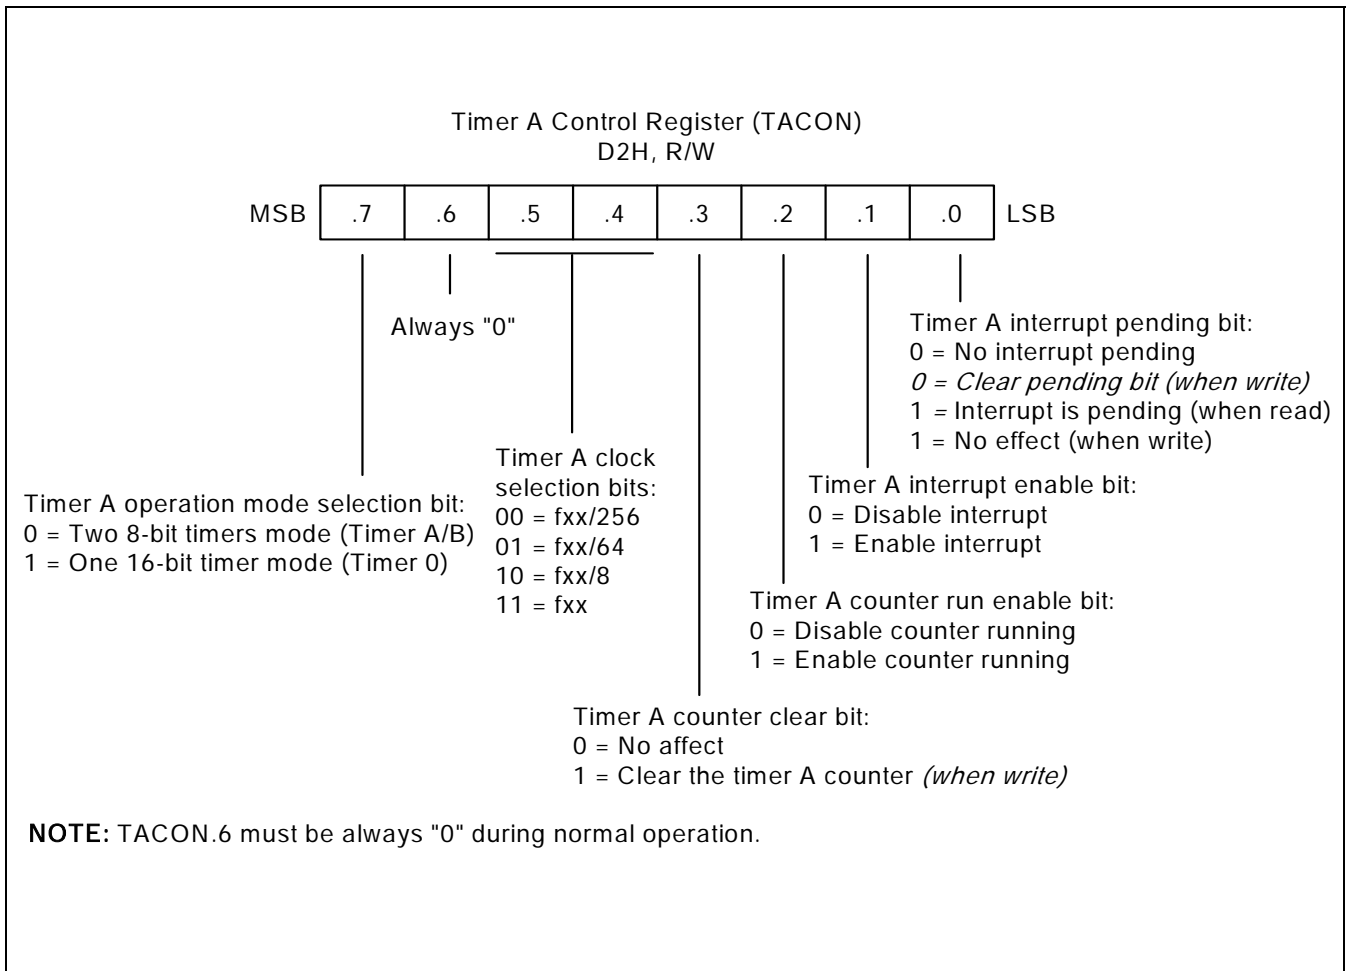 Timer A Control Register (TACON)
D2H, R/W
MSB .7 .6 .5 .4 .3 .2 .1 .0 LSB
Always "0"
Timer A interrupt pending bit:
0 = No interrupt pending
0 = Clear pending bit (when write)
1 = Interrupt is pending (when read)
1 = No effect (when write)
Timer A operation mode selection bit:
0 = Two 8-bit timers mode (Timer A/B)
1 = One 16-bit timer mode (Timer 0)
Timer A clock
selection bits:
00 = fxx/256
01 = fxx/64
10 = fxx/8
11 = fxx
Timer A interrupt enable bit:
0 = Disable interrupt
1 = Enable interrupt
Timer A counter run enable bit:
0 = Disable counter running
1 = Enable counter running
Timer A counter clear bit:
0 = No affect
1 = Clear the timer A counter (when write)
NOTE: TACON.6 must be always "0" during normal operation.